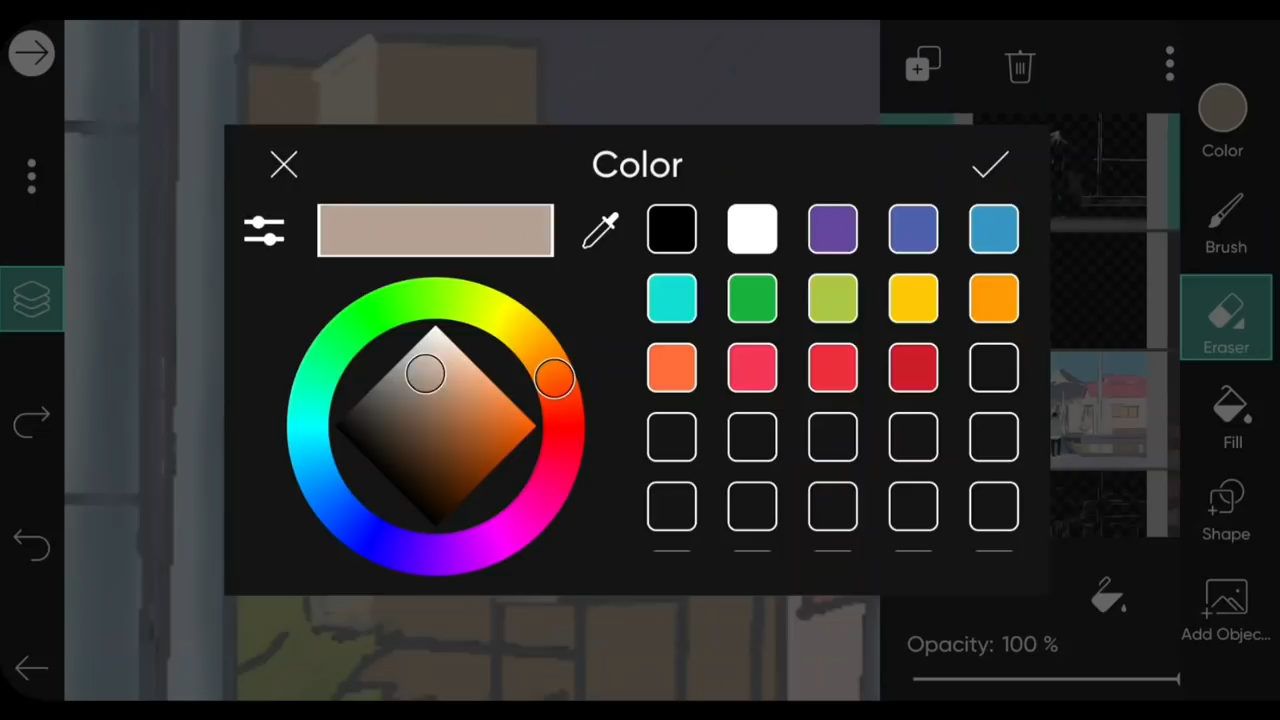 Color
Color
Brush
Eraser
Fill
Shape
Add Objec...
Opacity: 100 %